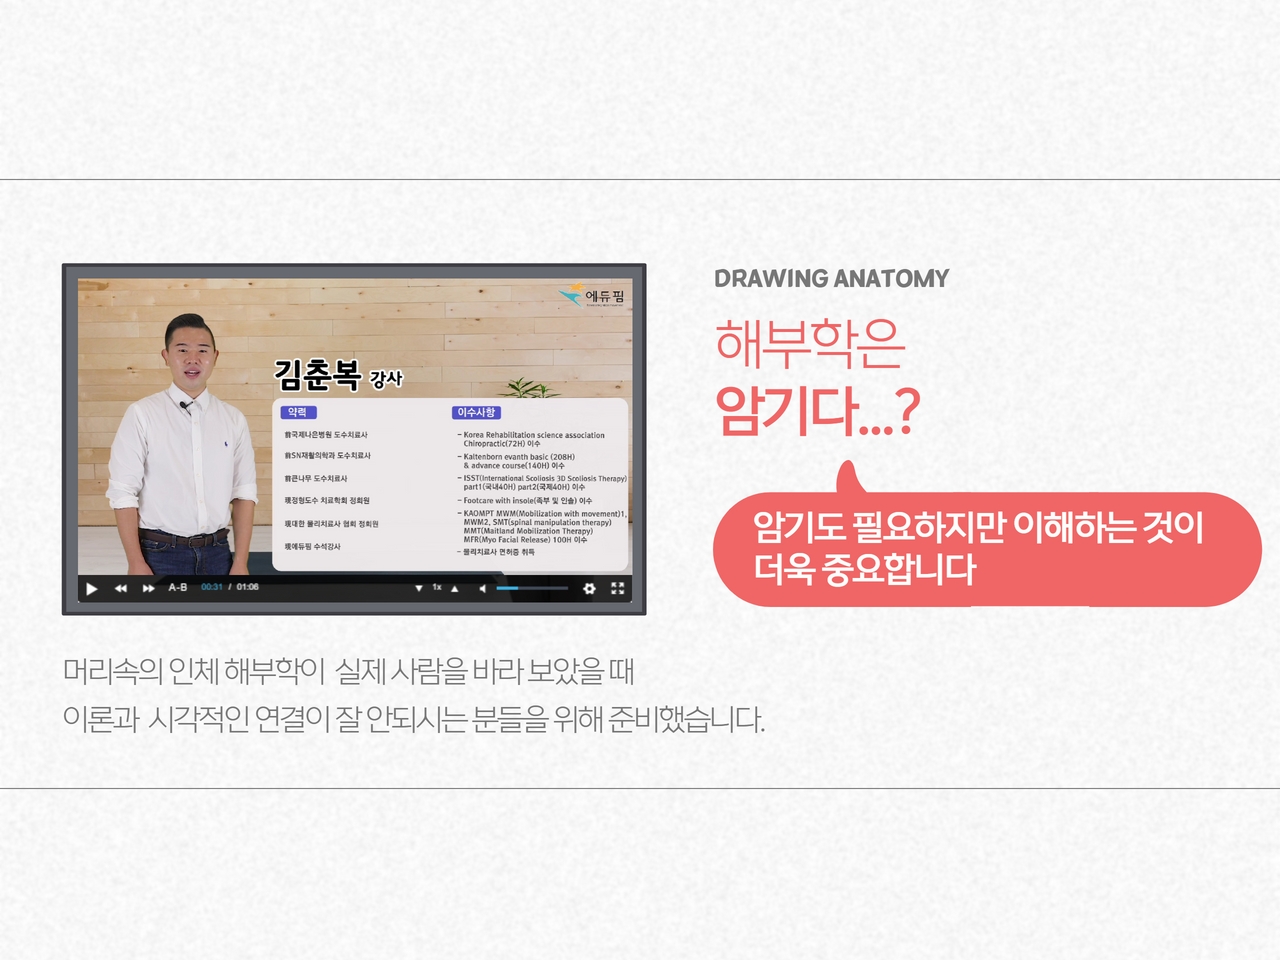 에듀핌
김춘복 강사
약력
前국제나은병원 도수치료사
前SN재활의학과 도수치료사
前큰나무 도수치료사
現정형도수 치료학회 정회원
現대한 물리치료사 협회 정회원
現에듀핌 수석강사
이수사항
– Korea Rehabilitation science association
Chiropractic(72H) 이수
– Kaltenborn evanth basic (208H)
& advance course(140H) 이수
– ISST(International Scoliosis 3D Scoliosis Therapy)
part1(국내40H) part2(국제40H) 이수
– Footcare with insole(족부 및 인솔) 이수
– KAOMPT MWM(Mobilization with movement)1,
MWM2, SMT(spinal manipulation therapy)
MMT(Maitland Mobilization Therapy)
MFR(Myo Facial Release) 100H 이수
– 물리치료사 면허증 취득
A-B 00:31 / 01:06 1x
DRAWING ANATOMY
해부학은
암기다...?
암기도 필요하지만 이해하는 것이
더욱 중요합니다
머리속의 인체 해부학이 실제 사람을 바라 보았을 때
이론과 시각적인 연결이 잘 안되시는 분들을 위해 준비했습니다.